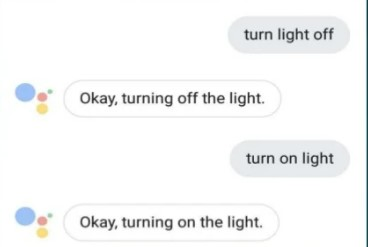 turn light off
Okay, turning off the light.
turn on light
Okay, turning on the light.